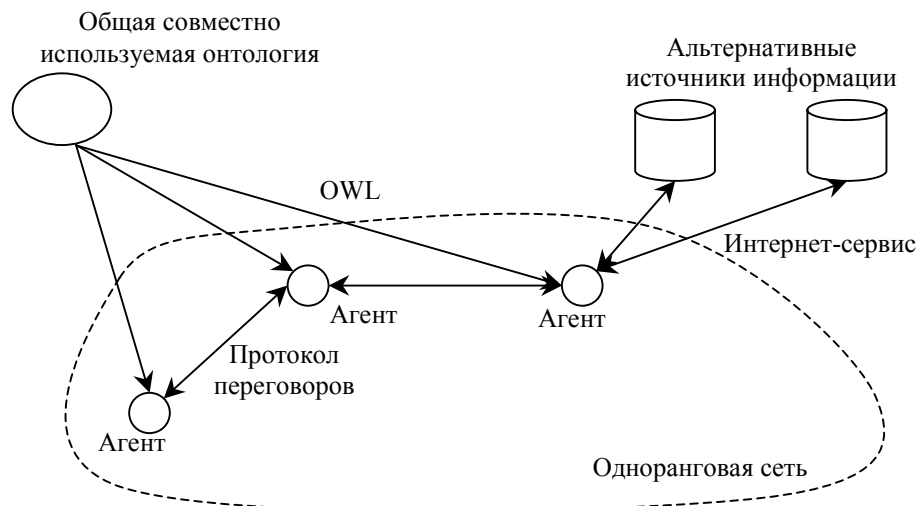 Общая совместно
используемая онтология
Альтернативные
источники информации
OWL
Интернет-сервис
Агент
Агент
Протокол
переговоров
Агент
Одноранговая сеть